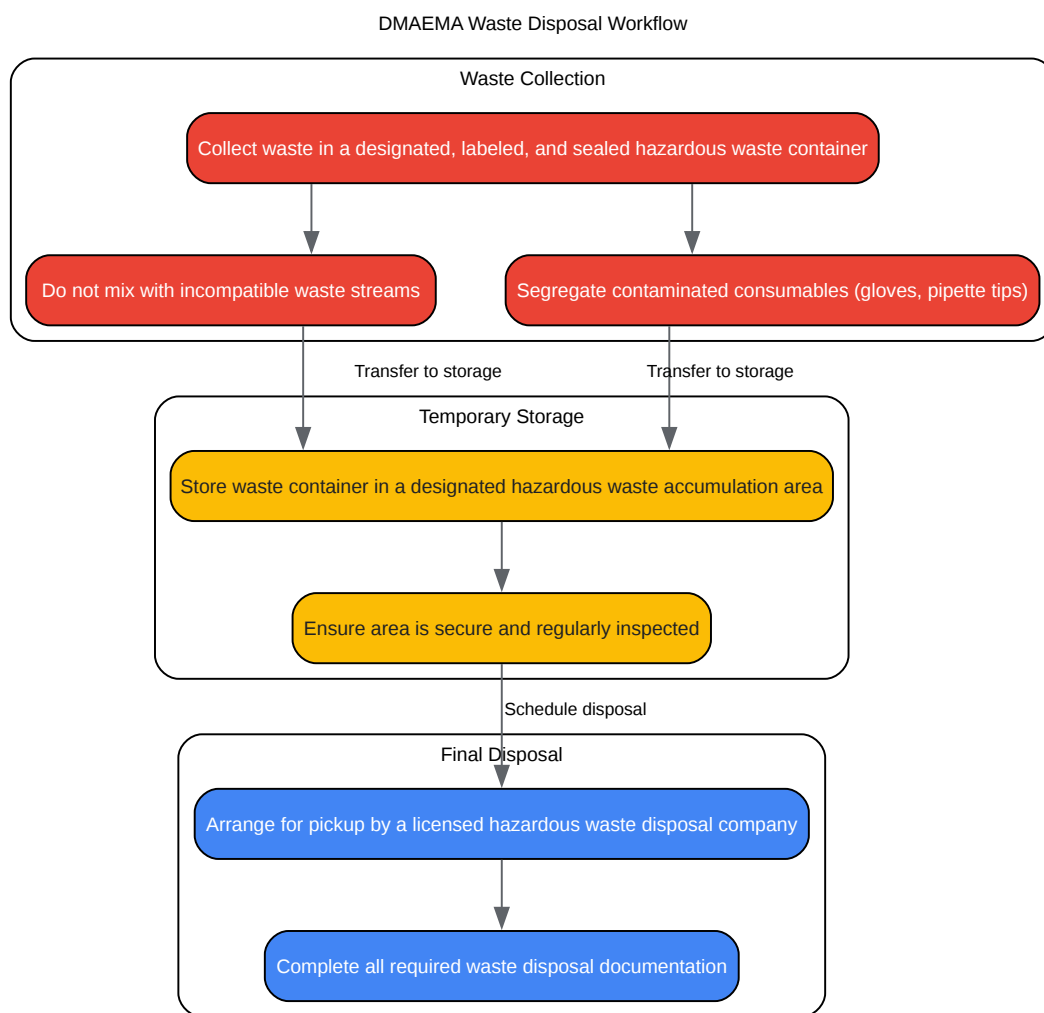 DMAEMA Waste Disposal Workflow
Waste Collection
Collect waste in a designated, labeled, and sealed hazardous waste container
Do not mix with incompatible waste streams
Segregate contaminated consumables (gloves, pipette tips)
Transfer to storage
Transfer to storage
Temporary Storage
Store waste container in a designated hazardous waste accumulation area
Ensure area is secure and regularly inspected
Schedule disposal
Final Disposal
Arrange for pickup by a licensed hazardous waste disposal company
Complete all required waste disposal documentation